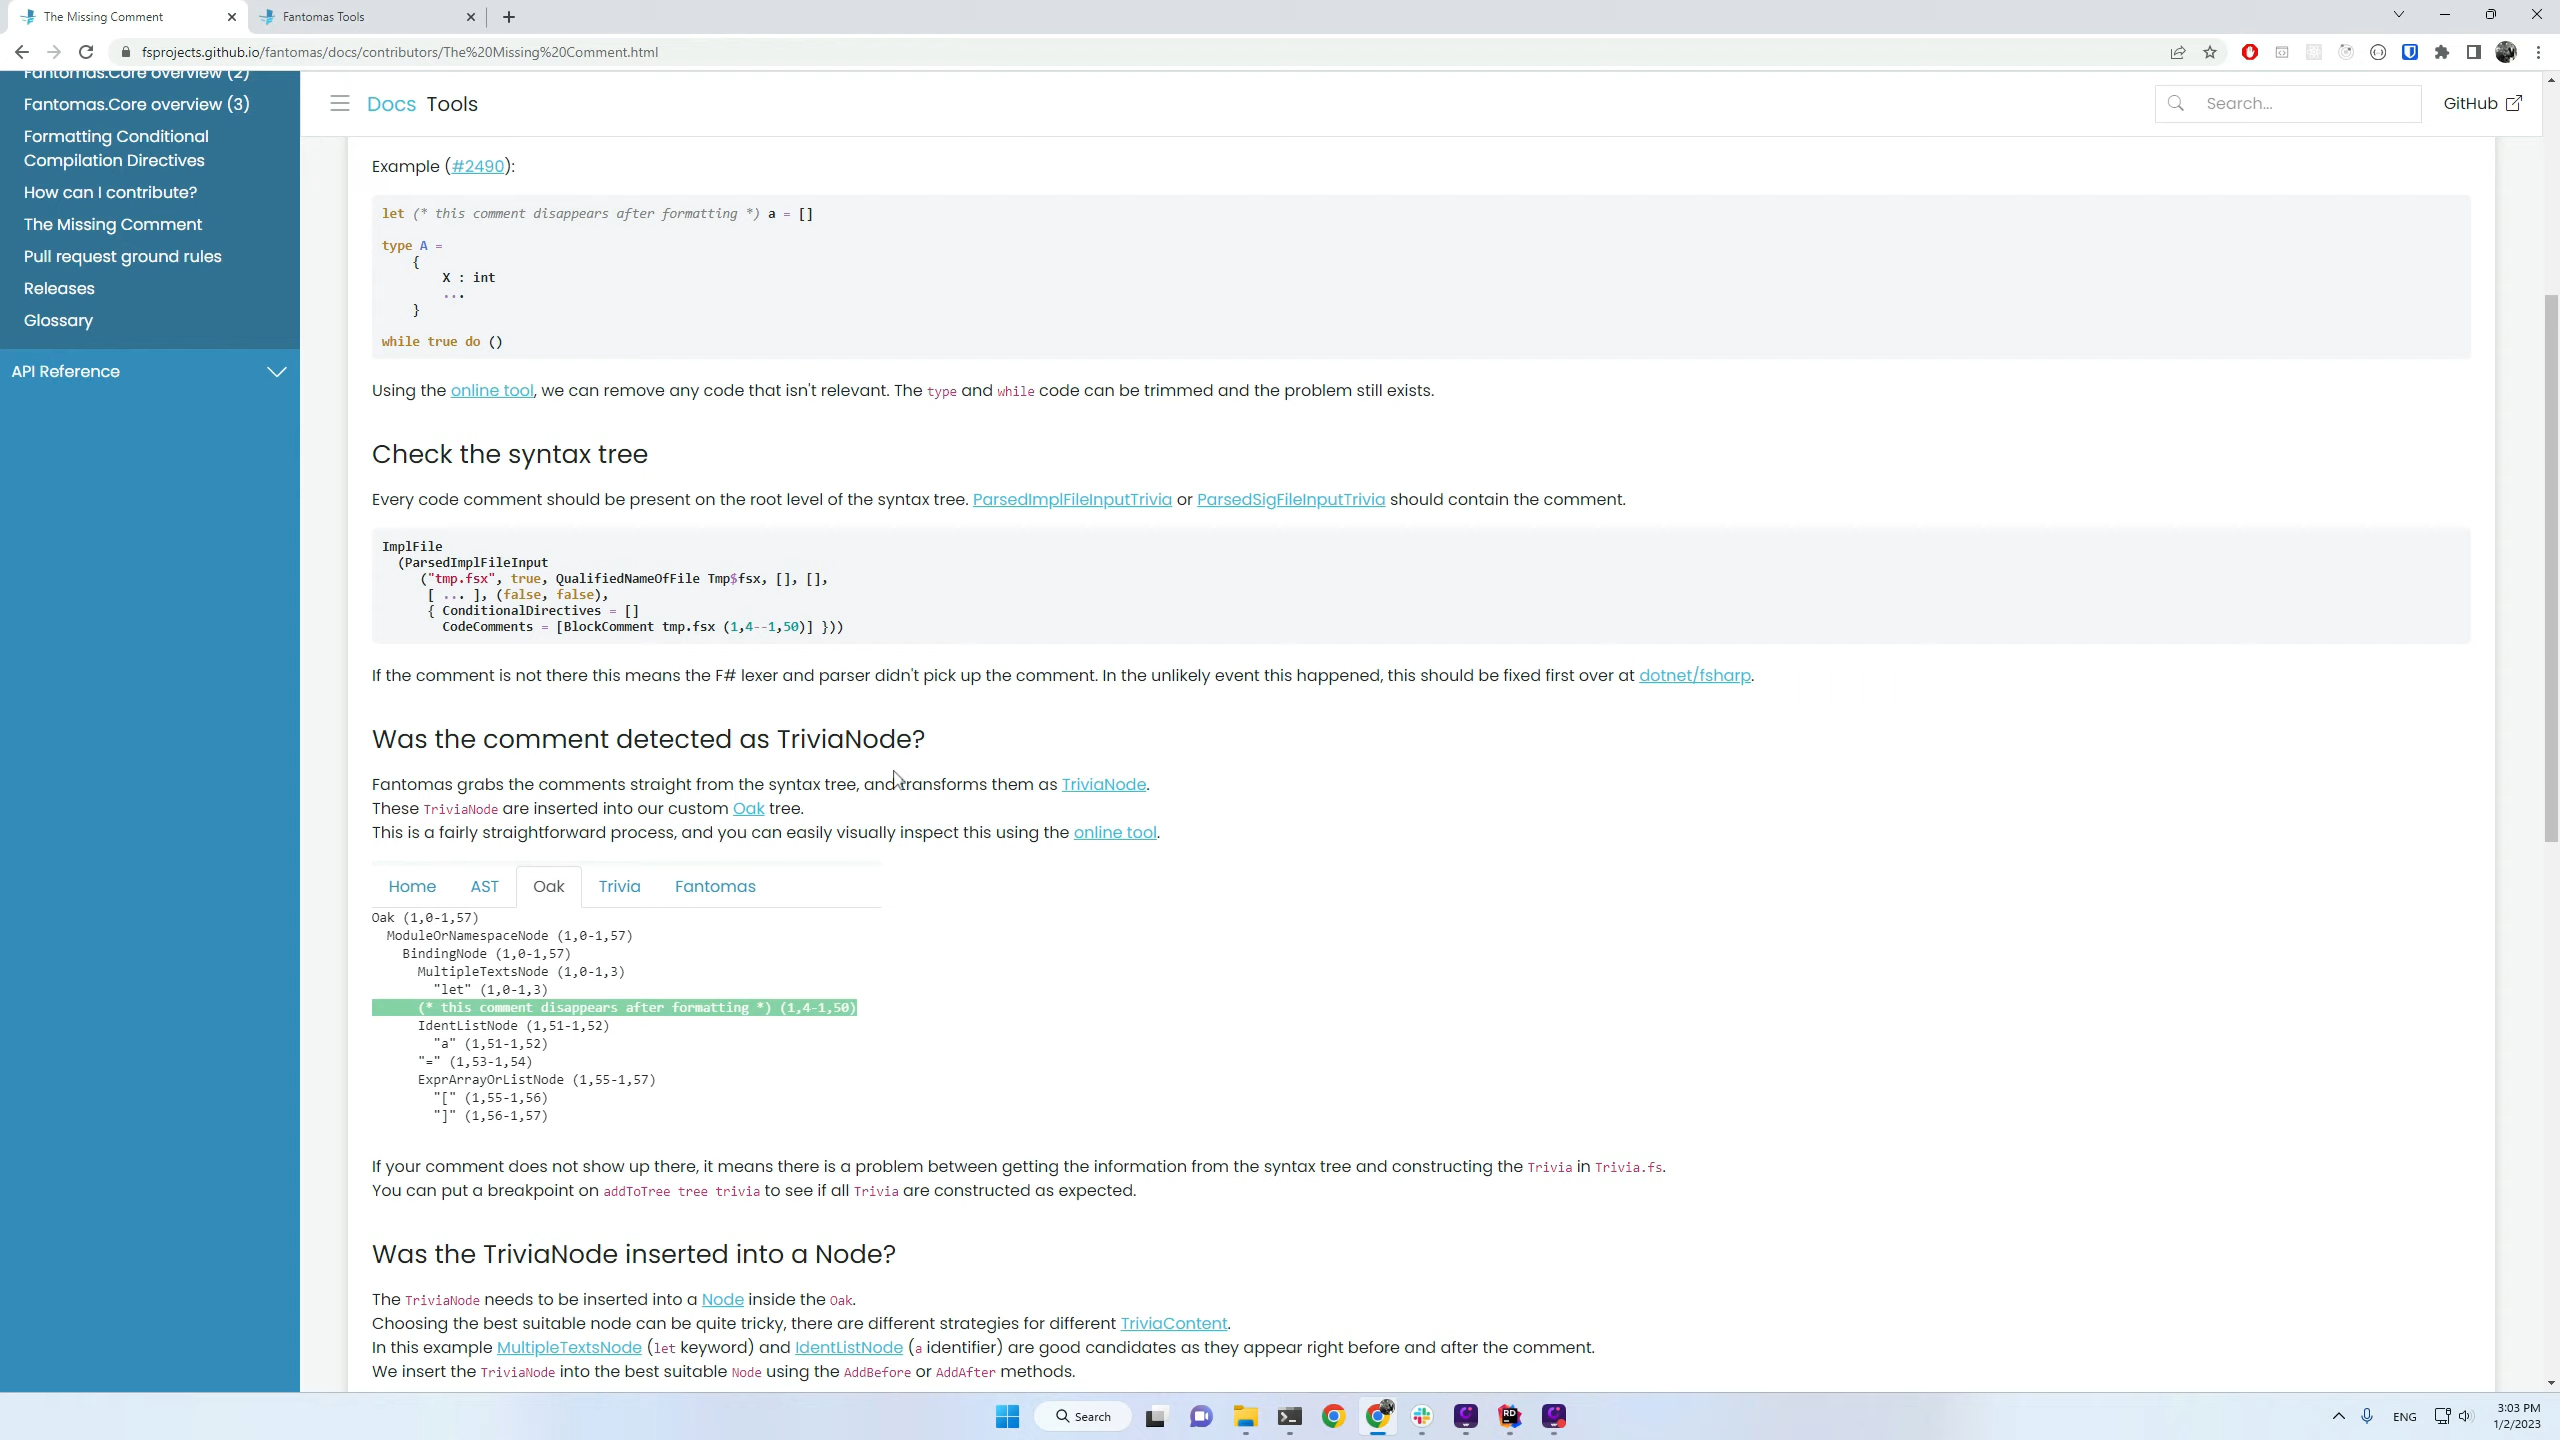 The Missing Comment
Fantomas Tools
fsprojects.github.io/fantomas/docs/contributors/The%20Missing%20Comment.html
Fantomas.Core overview (2)
Fantomas.Core overview (3)
Formatting Conditional
Compilation Directives
How can I contribute?
The Missing Comment
Pull request ground rules
Releases
Glossary
API Reference
Docs Tools
Search...
GitHub
Example (#2490):
let (* this comment disappears after formatting *) a = []
type A =
{
X : int
...
}
while true do ()
Using the online tool, we can remove any code that isn't relevant. The type and while code can be trimmed and the problem still exists.
Check the syntax tree
Every code comment should be present on the root level of the syntax tree. ParsedImplFileInputTrivia or ParsedSigFileInputTrivia should contain the comment.
ImplFile
(ParsedImplFileInput
("tmp.fsx", true, QualifiedNameOfFile Tmp$fsx, [], [],
[ ... ], (false, false),
{ ConditionalDirectives = []
CodeComments = [BlockComment tmp.fsx (1,4--1,50)] }))
If the comment is not there this means the F# lexer and parser didn't pick up the comment. In the unlikely event this happened, this should be fixed first over at dotnet/fsharp.
Was the comment detected as TriviaNode?
Fantomas grabs the comments straight from the syntax tree, and transforms them as TriviaNode.
These TriviaNode are inserted into our custom Oak tree.
This is a fairly straightforward process, and you can easily visually inspect this using the online tool.
Home AST Oak Trivia Fantomas
Oak (1,0-1,57)
ModuleOrNamespaceNode (1,0-1,57)
BindingNode (1,0-1,57)
MultipleTextsNode (1,0-1,3)
"let" (1,0-1,3)
(* this comment disappears after formatting *) (1,4-1,50)
IdentListNode (1,51-1,52)
"a" (1,51-1,52)
"=" (1,53-1,54)
ExprArrayOrListNode (1,55-1,57)
"[" (1,55-1,56)
"]" (1,56-1,57)
If your comment does not show up there, it means there is a problem between getting the information from the syntax tree and constructing the Trivia in Trivia.fs.
You can put a breakpoint on addToTree tree trivia to see if all Trivia are constructed as expected.
Was the TriviaNode inserted into a Node?
The TriviaNode needs to be inserted into a Node inside the Oak.
Choosing the best suitable node can be quite tricky, there are different strategies for different TriviaContent.
In this example MultipleTextsNode (let keyword) and IdentListNode (a identifier) are good candidates as they appear right before and after the comment.
We insert the TriviaNode into the best suitable Node using the AddBefore or AddAfter methods.
Search
ENG
3:03 PM
1/2/2023